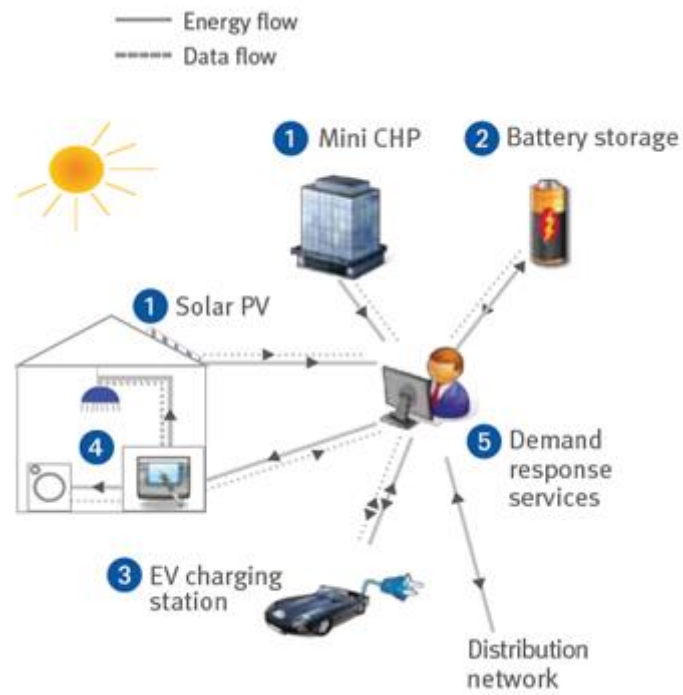 Energy flow
Data flow
1 Mini CHP
2 Battery storage
1 Solar PV
4
5 Demand
response
services
3 EV charging
station
Distribution
network